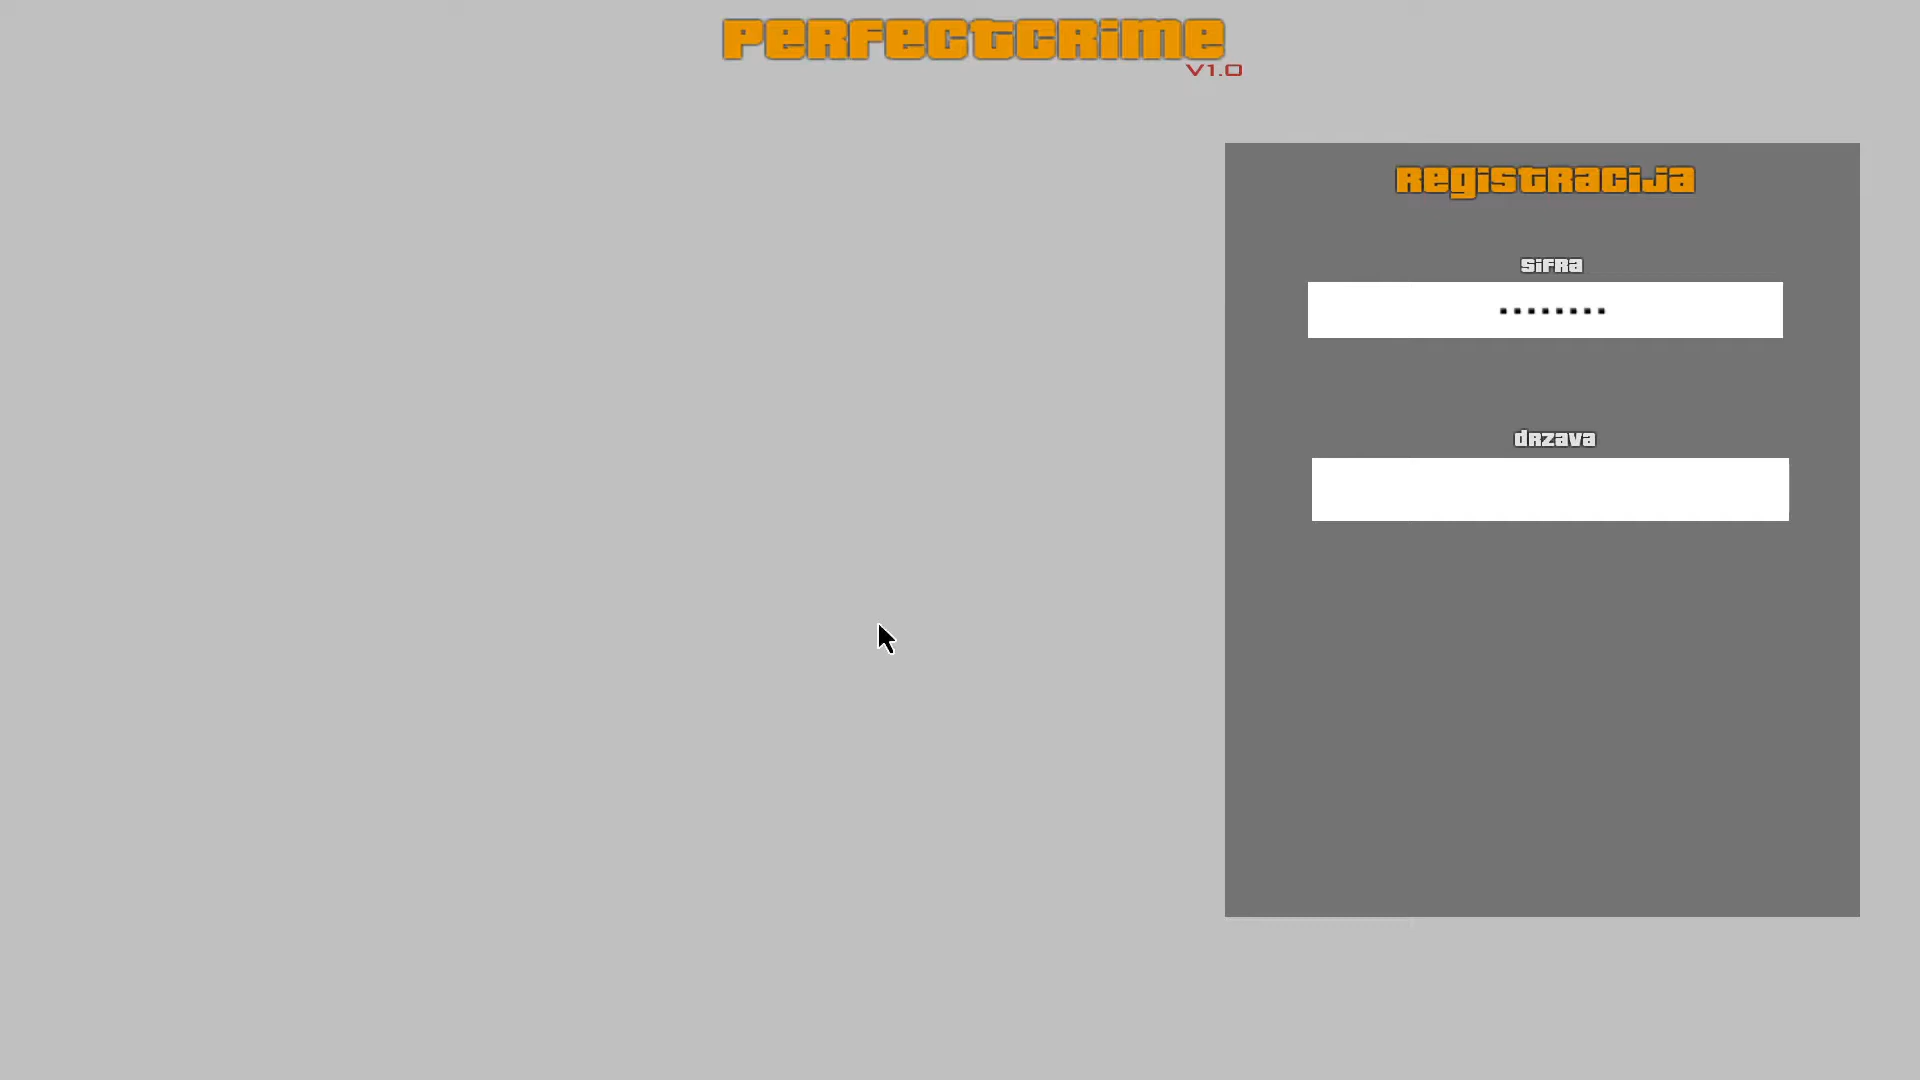 PERFECTCRIME
V1.0
REGISTRACIJA
SIFRA
••••••••
DRZAVA